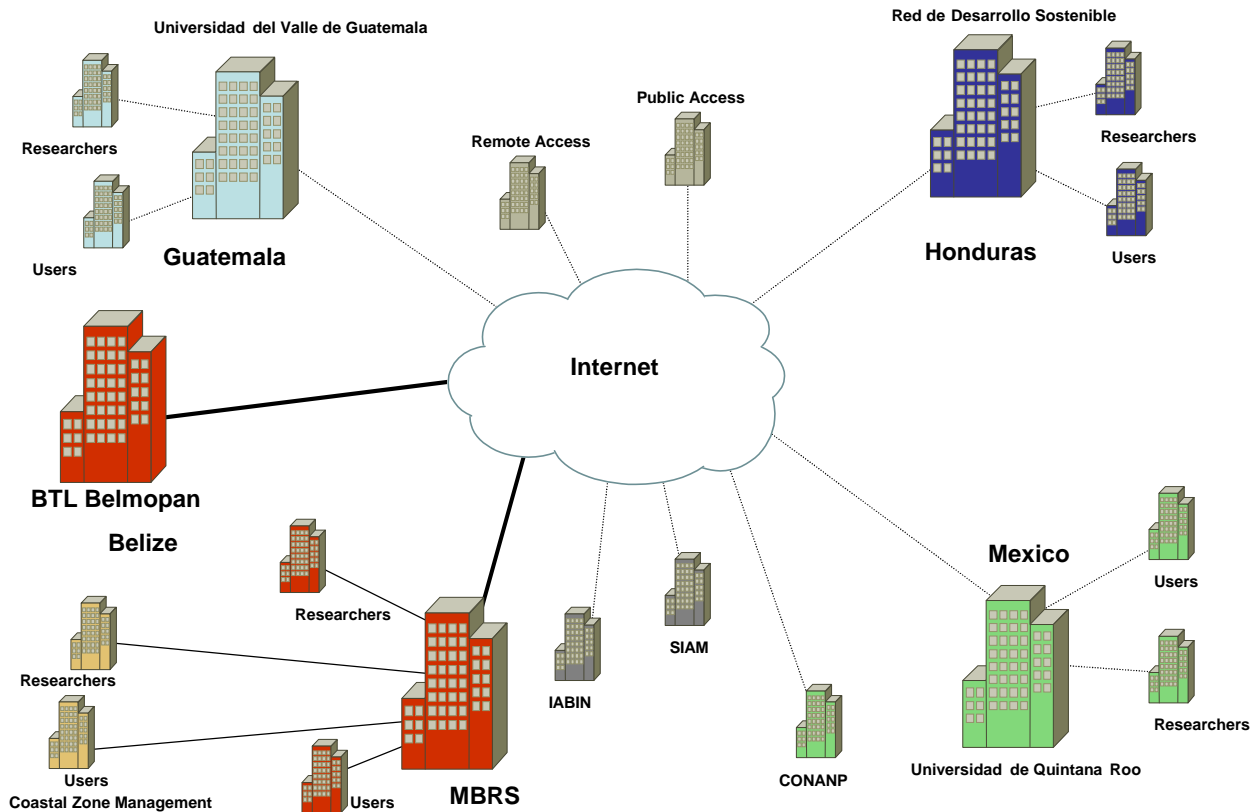 Universidad del Valle de Guatemala
Red de Desarrollo Sostenible
Public Access
Remote Access
Researchers
Researchers
Users
Guatemala
Honduras
Users
Internet
BTL Belmopan
Belize
Mexico
Users
Researchers
SIAM
Researchers
IABIN
Researchers
Users
CONANP
Universidad de Quintana Roo
Coastal Zone Management
Users
MBRS